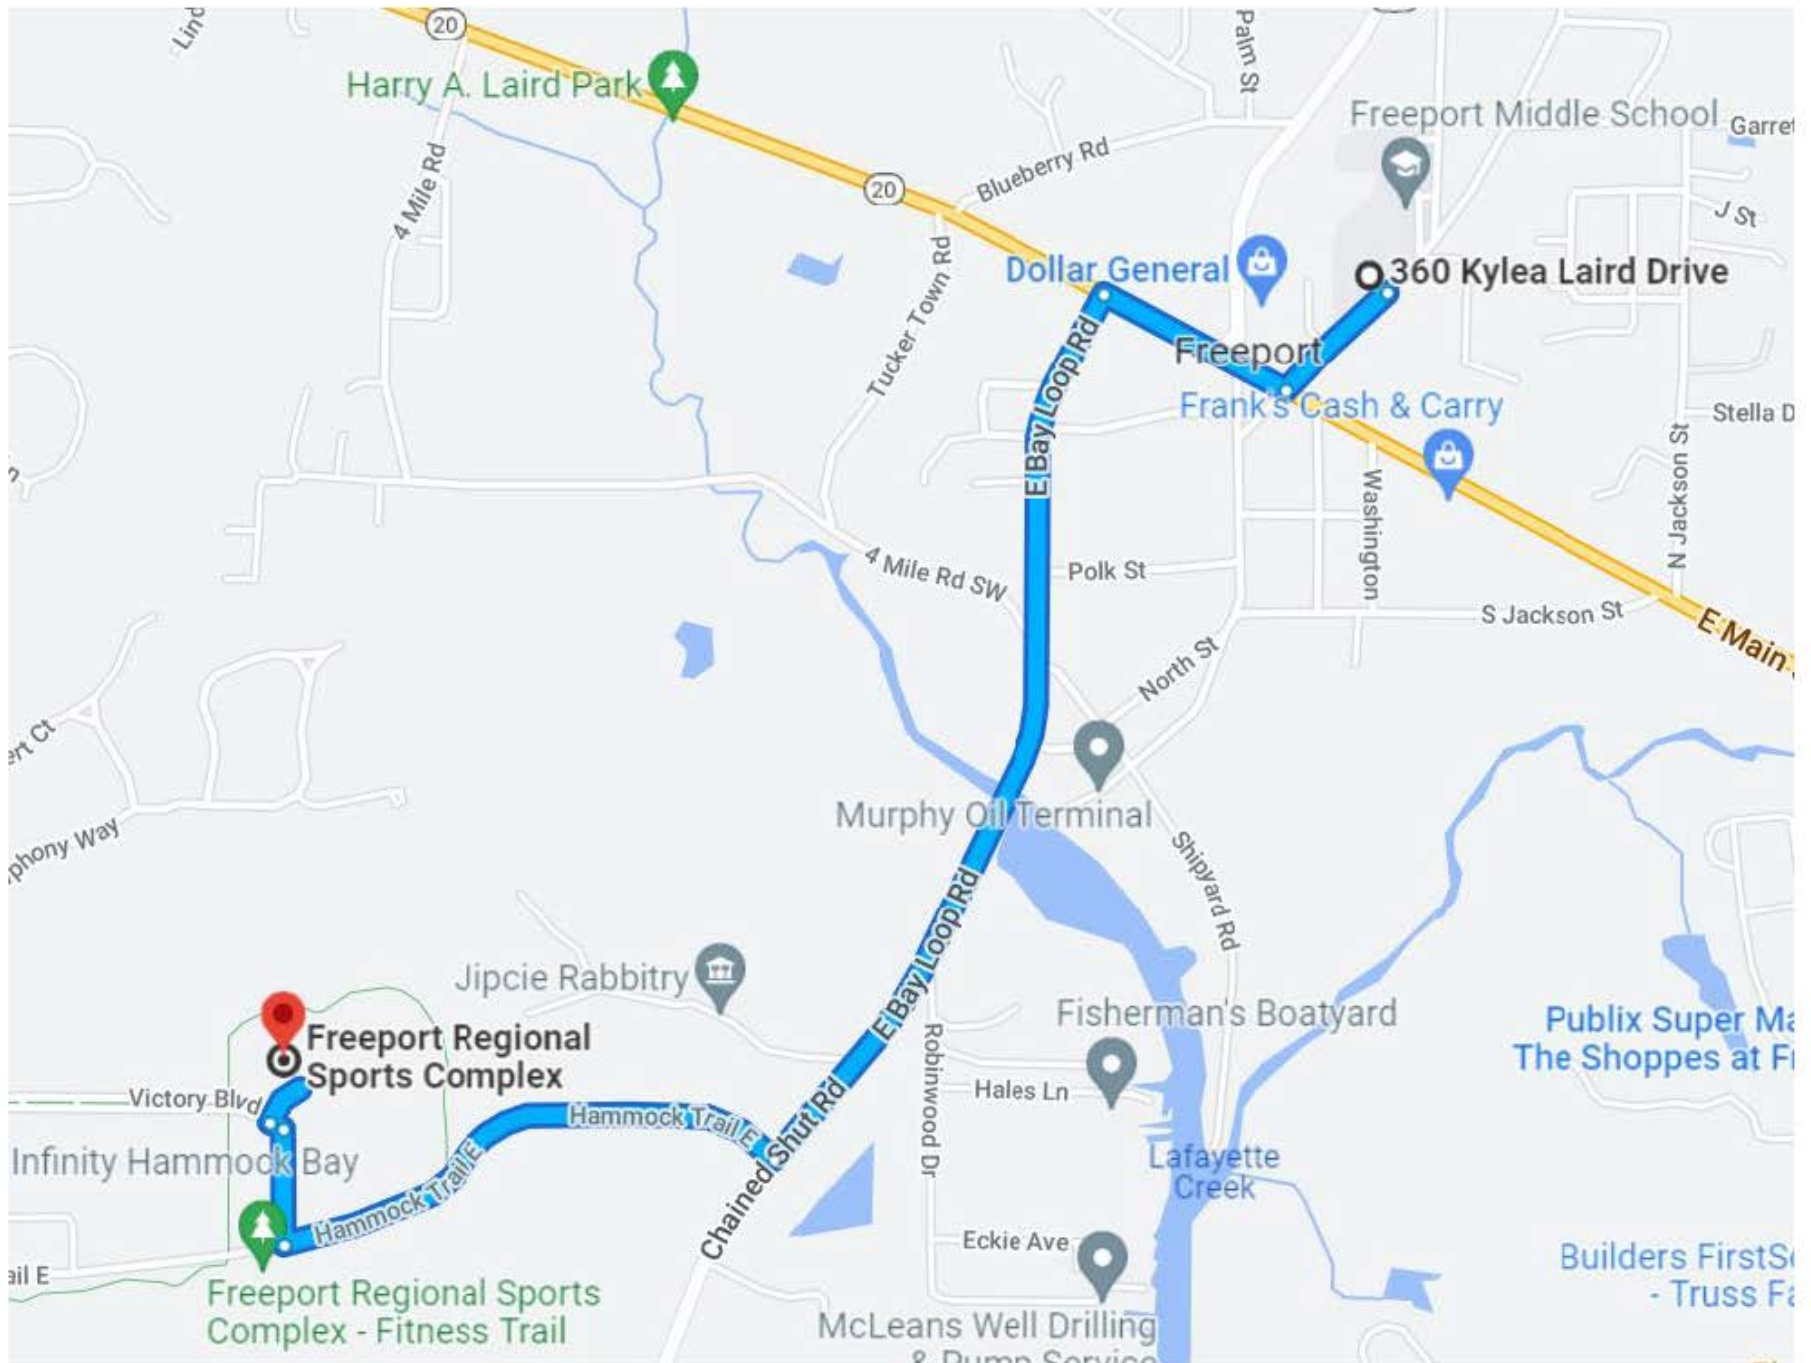 20
Harry A. Laird Park
Palm St
Freeport Middle School
4 Mile Rd
20
Blueberry Rd
J St
Tucker Town Rd
Dollar General
360 Kylea Laird Drive
E Bay Loop Rd
Freeport
Frank's Cash & Carry
Washington
N Jackson St
4 Mile Rd SW
Polk St
S Jackson St
E Main
North St
Murphy Oil Terminal
Shipyard Rd
E Bay Loop Rd
Jipcie Rabbitry
Fisherman's Boatyard
Publix Super
The Shoppes at
Freeport Regional
Sports Complex
Victory Blvd
Robinwood Dr
Hales Ln
Hammock Trail E
Chained Shut Rd
Infinity Hammock Bay
Lafayette
Creek
Hammock Trail E
Eckie Ave
Freeport Regional Sports
Complex - Fitness Trail
Builders
- Truss
McLeans Well Drilling
& Pump Service